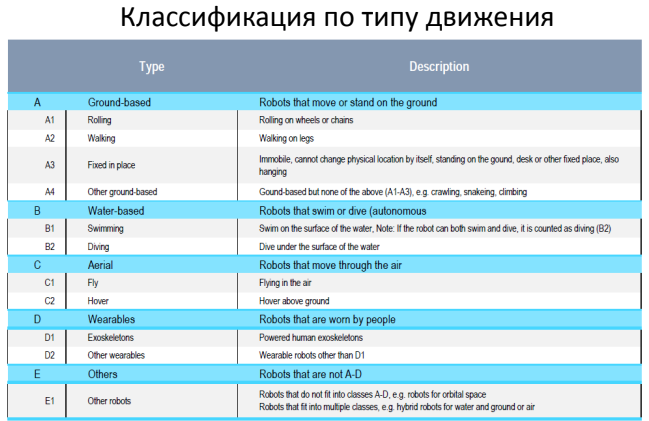 Классификация по типу движения
Type Description
A Ground-based Robots that move or stand on the ground
A1 Rolling Rolling on wheels or chains
A2 Walking Walking on legs
A3 Fixed in place Immobile, cannot change physical location by itself, standing on the gound, desk or other fixed place, also
hanging
A4 Other ground-based Gound-based but none of the above (A1-A3), e.g. crawling, snakeing, climbing
B Water-based Robots that swim or dive (autonomous
B1 Swimming Swim on the surface of the water, Note: If the robot can both swim and dive, it is counted as diving (B2)
B2 Diving Dive under the surface of the water
C Aerial Robots that move through the air
C1 Fly Flying in the air
C2 Hover Hover above ground
D Wearables Robots that are worn by people
D1 Exoskeletons Powered human exoskeletons
D2 Other wearables Wearable robots other than D1
E Others Robots that are not A-D
E1 Other robots Robots that do not fit into classes A-D, e.g. robots for orbital space
Robots that fit into multiple classes, e.g. hybrid robots for water and ground or air